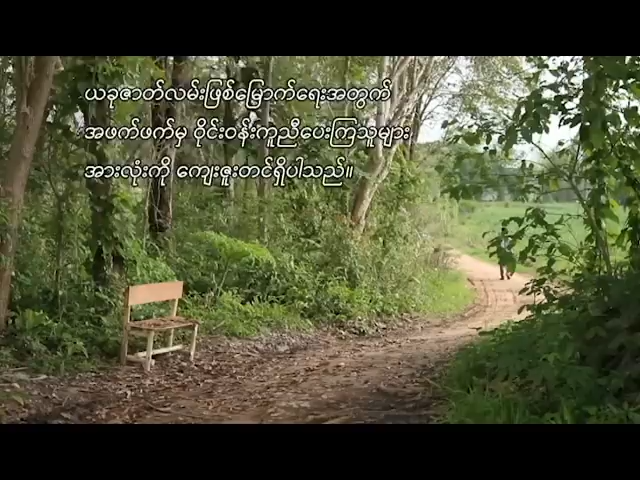 ယခုဇာတ်လမ်းဖြစ်မြောက်ရေးအတွက်
အဖက်ဖက်မှ ဝိုင်းဝန်းကူညီပေးကြသူများ
အားလုံးကို ကျေးဇူးတင်ရှိပါသည်။